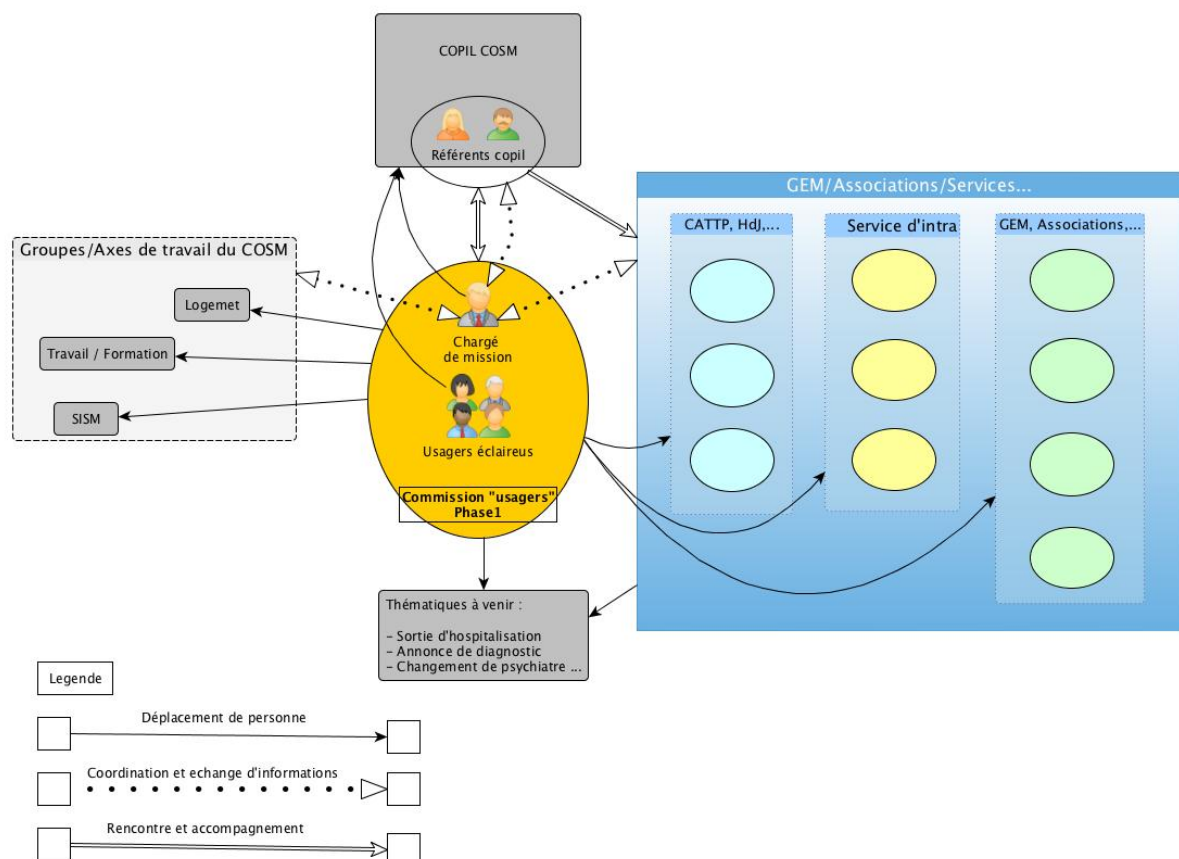 COPIL COSM
Référents copil
GEM/Associations/Services...
CATTP, HdJ,...
Service d'intra
GEM, Associations,...
Groupes/Axes de travail du COSM
Logemet
Travail / Formation
SISM
Chargé
de mission
Usagers éclaireus
Commission "usagers"
Phase1
Thématiques à venir :
- Sortie d'hospitalisation
- Annonce de diagnostic
- Changement de psychiatre ...
Legende
Déplacement de personne
Coordination et echange d'informations
Rencontre et accompagnement